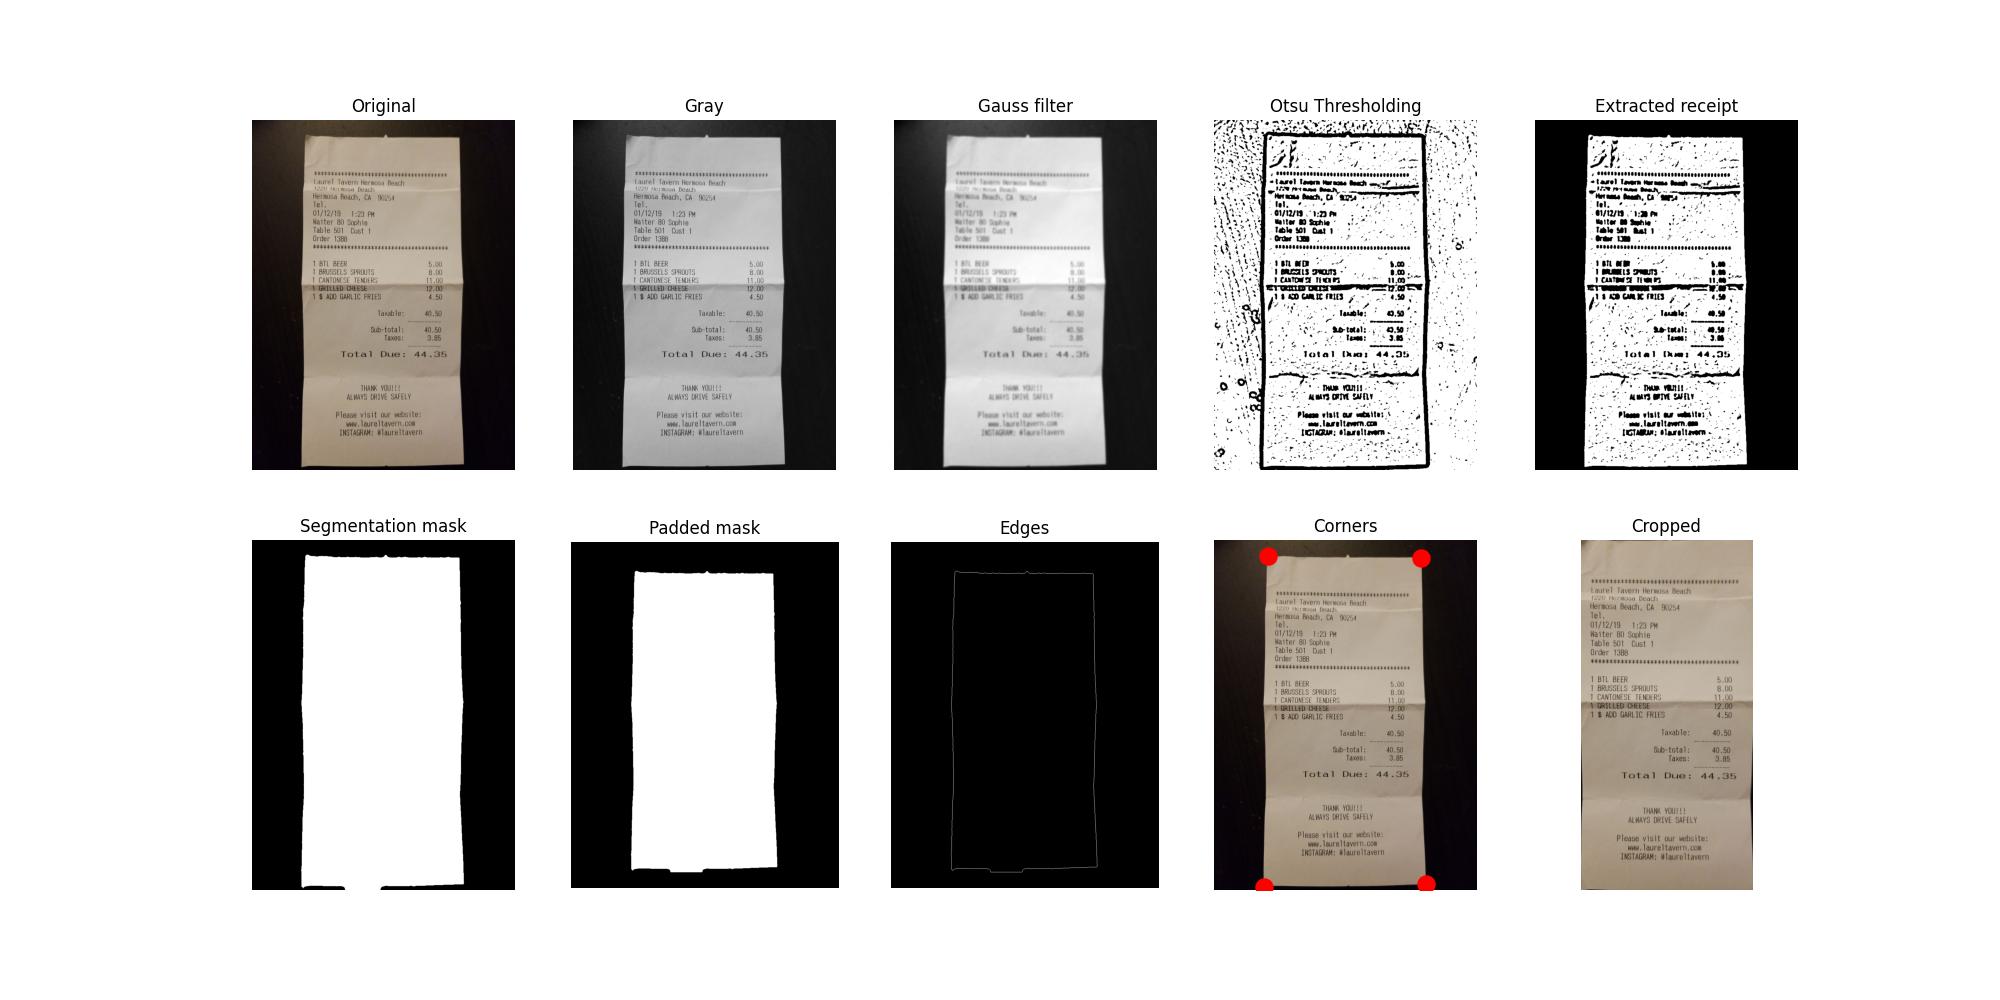 Original
Gray
Gauss filter
Otsu Thresholding
Extracted receipt
****************************************
Laurel Tavern Hermosa Beach
1220 Hermosa Beach
Hermosa Beach, CA 90254
Tel.
01/12/19 1:23 PM
Waiter 80 Sophie
Table 501 Cust 1
Order 1388
****************************************
1 BTL BEER 5.00
1 BRUSSELS SPROUTS 8.00
1 CANTONESE TENDERS 11.00
1 GRILLED CHEESE 12.00
1 $ ADD GARLIC FRIES 4.50
Taxable: 40.50
Sub-total: 40.50
Taxes: 3.85
Total Due: 44.35
THANK YOU!!!
ALWAYS DRIVE SAFELY
Please visit our website:
www.laureltavern.com
INSTAGRAM: @laureltavern
Segmentation mask
Padded mask
Edges
Corners
Cropped